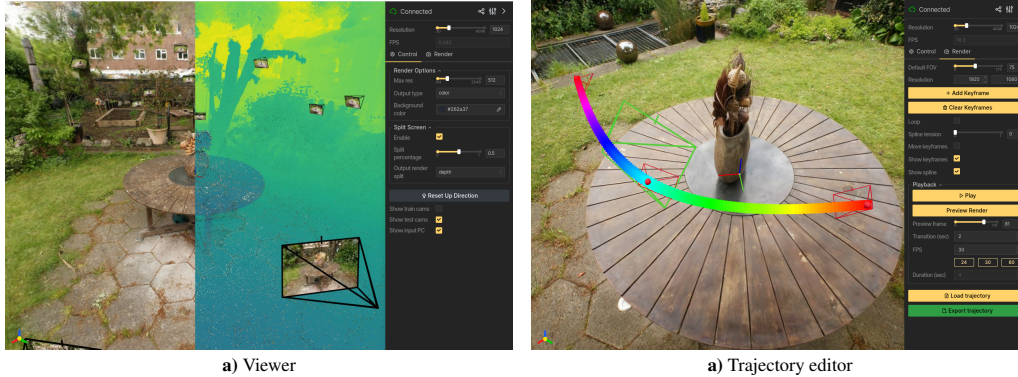 Connected
Resolution 1024
FPS
Control Render
Render Options
Max res 512
Output type color
Background color #262a37
Split Screen
Enable
Split percentage 0.5
Output render split depth
Reset Up Direction
Show train cams
Show test cams
Show input PC
a) Viewer
Connected
Resolution 1024
FPS
Control Render
Default FOV 75
Resolution 1920 1080
+ Add Keyframe
Clear Keyframes
Loop
Spline tension 0
Move keyframes
Show keyframes
Show spline
Playback
Play
Preview Render
Preview frame 91
Transition (sec) 2
FPS 30
24 30 60
Duration (sec) 4
Load trajectory
Export trajectory
a) Trajectory editor